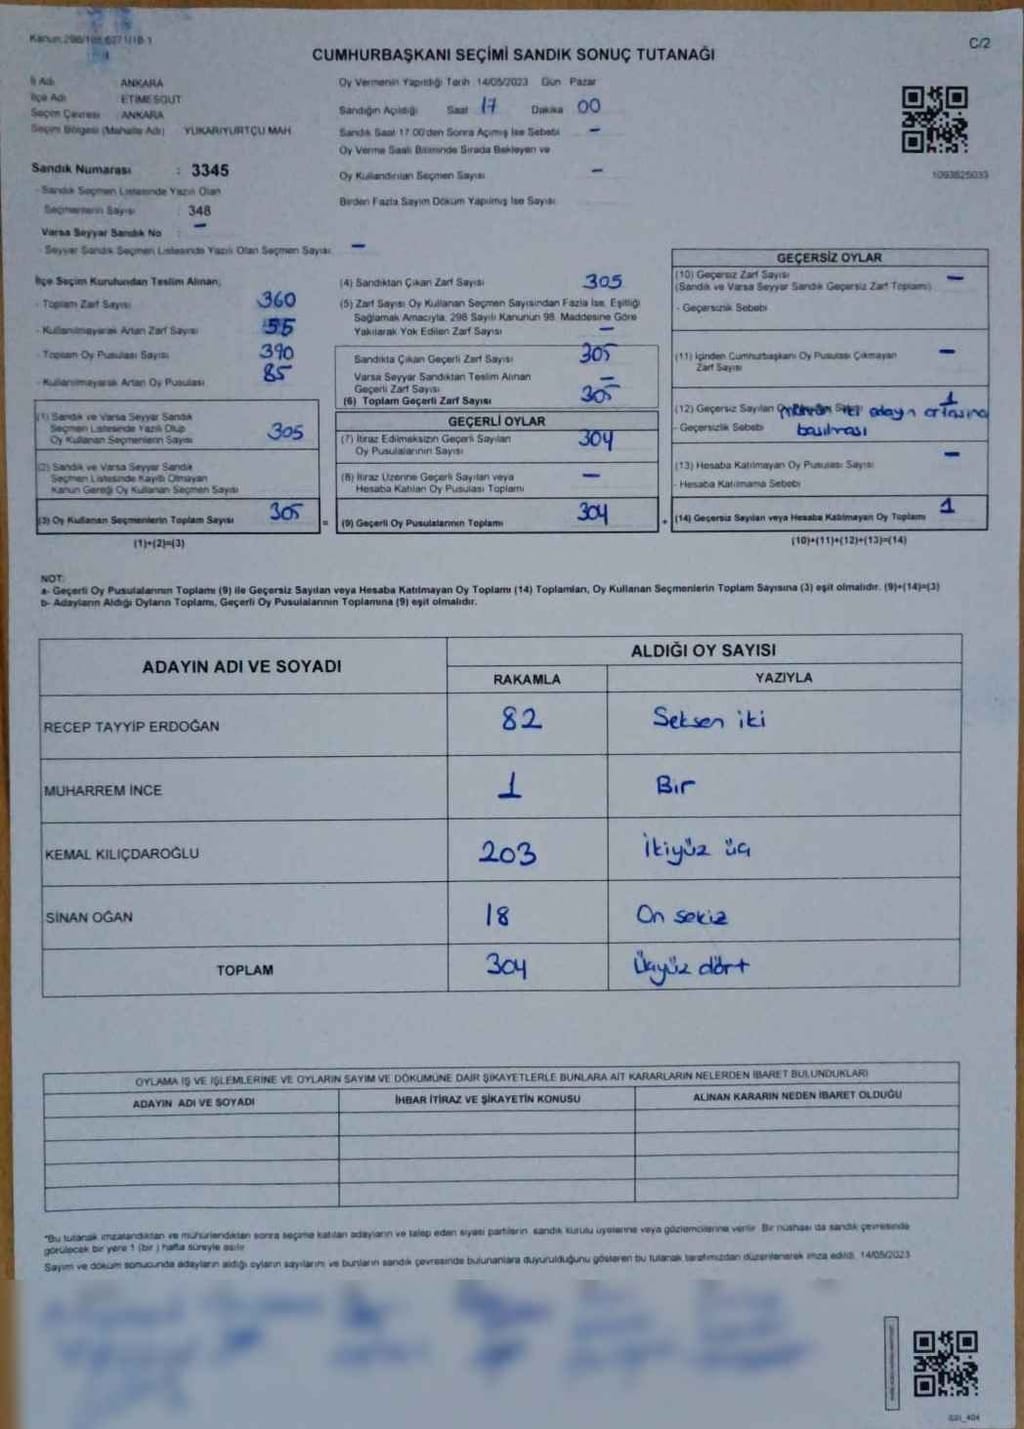 CUMHURBAŞKANI SEÇİMİ SANDIK SONUÇ TUTANAĞI
C/2
İl Adı ANKARA
İlçe Adı ETİMESGUT
Seçim Çevresi ANKARA
Seçim Bölgesi (Mahalle Adı) YUKARIYURTÇU MAH.
Oy Vermenin Yapıldığı Tarih 14/05/2023 Gün Pazar
Sandığın Açıldığı Saat 17 Dakika 00
Sandık Saat 17.00'den Sonra Açılmış İse Sebebi -
Oy Verme Saati Bitiminde Sırada Bekleyen ve
Oy Kullandırılan Seçmen Sayısı -
Birden Fazla Sayım Döküm Yapılmış İse Sayısı
1093625033
Sandık Numarası : 3345
- Sandık Seçmen Listesinde Yazılı Olan
Seçmenlerin Sayısı : 348
Varsa Seyyar Sandık No : -
- Seyyar Sandık Seçmen Listesinde Yazılı Olan Seçmen Sayısı -
İlçe Seçim Kurulundan Teslim Alınan;
- Toplam Zarf Sayısı 360
- Kullanılmayarak Artan Zarf Sayısı 55
- Toplam Oy Pusulası Sayısı 390
- Kullanılmayarak Artan Oy Pusulası 85
(1) Sandık ve Varsa Seyyar Sandık
Seçmen Listesinde Yazılı Olup
Oy Kullanan Seçmenlerin Sayısı 305
(2) Sandık ve Varsa Seyyar Sandık
Seçmen Listesinde Kayıtlı Olmayan
Kanun Gereği Oy Kullanan Seçmen Sayısı
(3) Oy Kullanan Seçmenlerin Toplam Sayısı 305
(1)+(2)=(3)
(4) Sandıktan Çıkan Zarf Sayısı 305
(5) Zarf Sayısı Oy Kullanan Seçmen Sayısından Fazla İse, Eşitliği
Sağlamak Amacıyla, 298 Sayılı Kanunun 98. Maddesine Göre
Yakılarak Yok Edilen Zarf Sayısı -
Sandıkta Çıkan Geçerli Zarf Sayısı 305
Varsa Seyyar Sandıktan Teslim Alınan
Geçerli Zarf Sayısı -
(6) Toplam Geçerli Zarf Sayısı 305
GEÇERLİ OYLAR
(7) İtiraz Edilmeksizin Geçerli Sayılan
Oy Pusulalarının Sayısı 304
(8) İtiraz Üzerine Geçerli Sayılan veya
Hesaba Katılan Oy Pusulası Toplamı -
= (9) Geçerli Oy Pusulalarının Toplamı 304
GEÇERSİZ OYLAR
(10) Geçersiz Zarf Sayısı -
(Sandık ve Varsa Seyyar Sandık Geçersiz Zarf Toplamı)
- Geçersizlik Sebebi
(11) İçinden Cumhurbaşkanı Oy Pusulası Çıkmayan -
Zarf Sayısı
(12) Geçersiz Sayılan 1
- Geçersizlik Sebebi iki adayın ortasına
basılması
(13) Hesaba Katılmayan Oy Pusulası Sayısı -
- Hesaba Katılmama Sebebi
+ (14) Geçersiz Sayılan veya Hesaba Katılmayan Oy Toplamı 1
(10)+(11)+(12)+(13)=(14)
NOT:
a- Geçerli Oy Pusulalarının Toplamı (9) ile Geçersiz Sayılan veya Hesaba Katılmayan Oy Toplamı (14) Toplamları, Oy Kullanan Seçmenlerin Toplam Sayısına (3) eşit olmalıdır. (9)+(14)=(3)
b- Adayların Aldığı Oyların Toplamı, Geçerli Oy Pusulalarının Toplamına (9) eşit olmalıdır.
ADAYIN ADI VE SOYADI ALDIĞI OY SAYISI
RAKAMLA YAZIYLA
RECEP TAYYİP ERDOĞAN 82 Seksen iki
MUHARREM İNCE 1 Bir
KEMAL KILIÇDAROĞLU 203 İkiyüz üç
SİNAN OĞAN 18 On sekiz
TOPLAM 304 Üçyüz dört
OYLAMA İŞ VE İŞLEMLERİNE VE OYLARIN SAYIM VE DÖKÜMÜNE DAİR ŞİKAYETLERLE BUNLARA AİT KARARLARIN NELERDEN İBARET BULUNDUKLARI
ADAYIN ADI VE SOYADI İHBAR İTİRAZ VE ŞİKAYETİN KONUSU ALINAN KARARIN NEDEN İBARET OLDUĞU
*Bu tutanak imzalandıktan ve mühürlendikten sonra seçime katılan adayların ve talep eden siyasi partilerin sandık kurulu üyelerine veya gözlemcilerine verilir. Bir nüshası da sandık çevresinde
görülecek bir yere 1 (bir) hafta süreyle asılır.
Sayım ve döküm sonucunda adayların aldığı oyların sayılarını ve bunların sandık çevresinde bulunanlara duyurulduğunu gösteren bu tutanak tarafımızdan düzenlenerek imza edildi. 14/05/2023